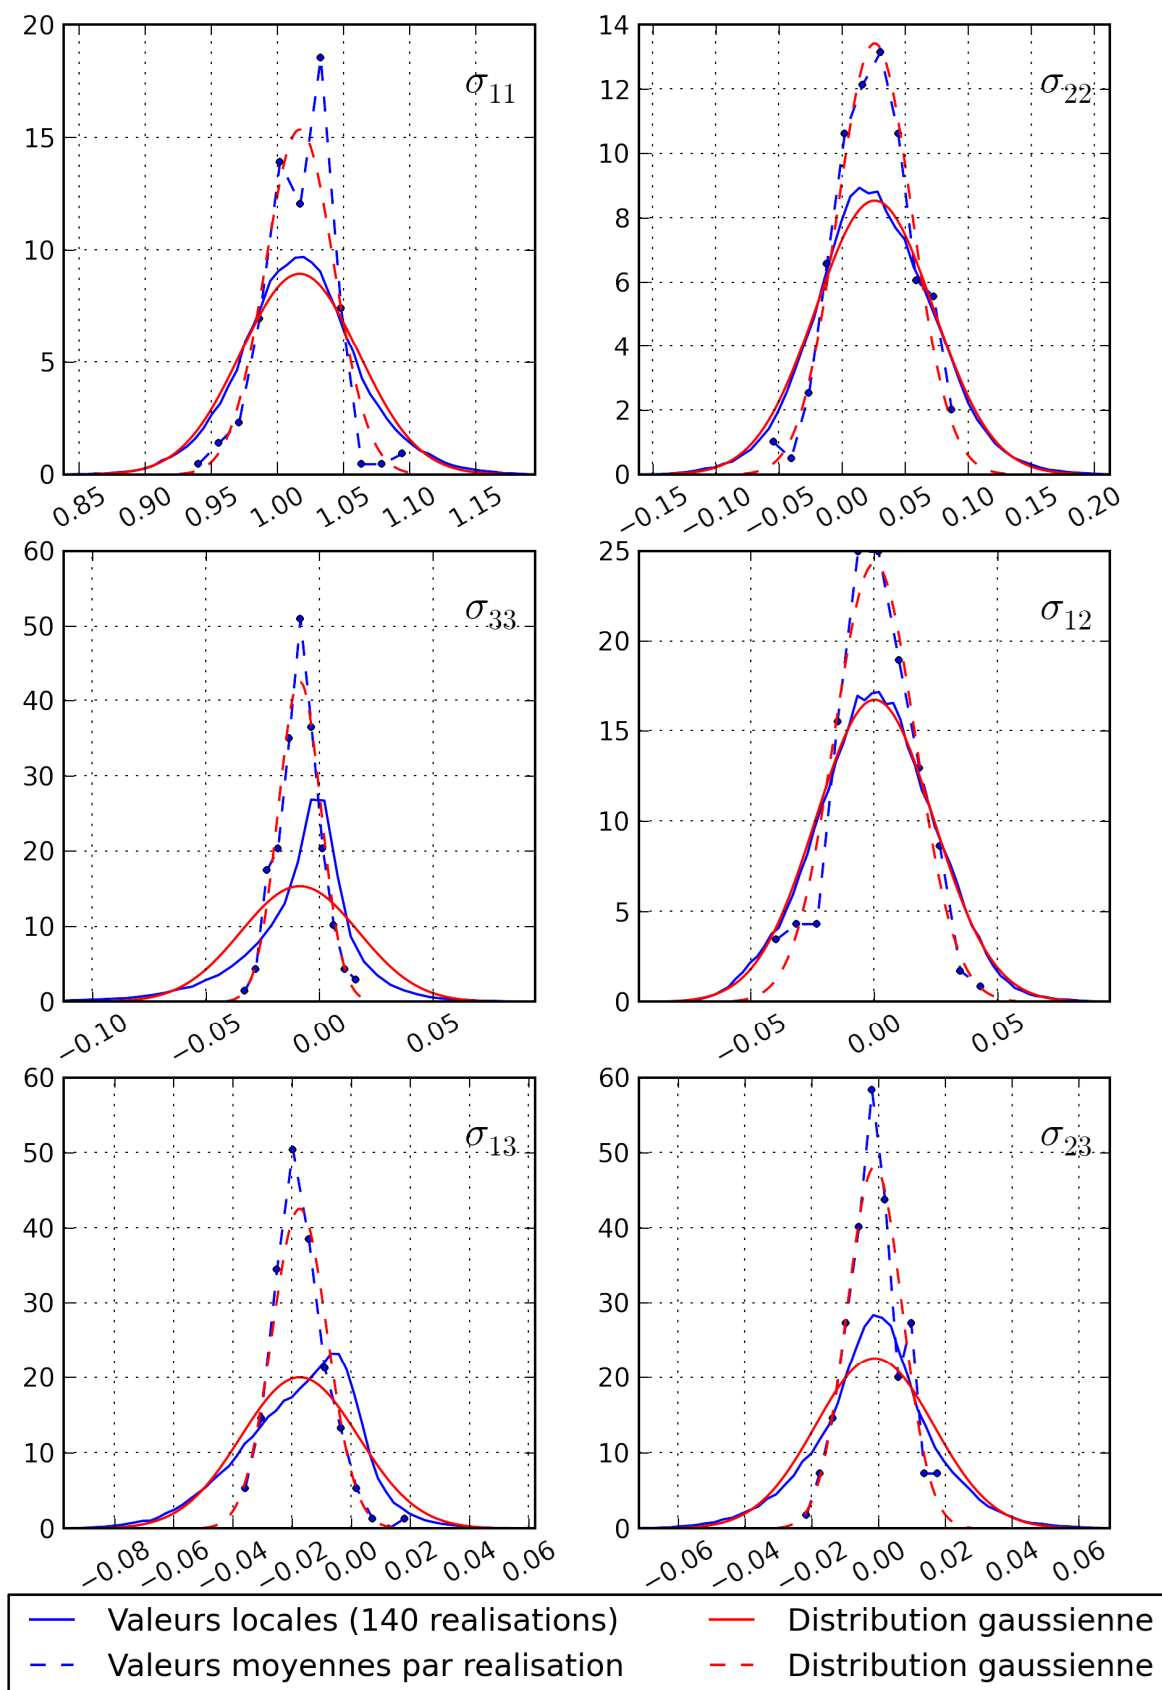 20
15
10
5
0
σ11
0.85 0.90 0.95 1.00 1.05 1.10 1.15
14
12
10
8
6
4
2
0
σ22
−0.15 −0.10 −0.05 0.00 0.05 0.10 0.15 0.20
60
50
40
30
20
10
0
σ33
−0.10 −0.05 0.00 0.05
25
20
15
10
5
0
σ12
−0.05 0.00 0.05
60
50
40
30
20
10
0
σ13
−0.08 −0.06 −0.04 −0.02 0.00 0.02 0.04 0.06
60
50
40
30
20
10
0
σ23
−0.06 −0.04 −0.02 0.00 0.02 0.04 0.06
Valeurs locales (140 realisations) Distribution gaussienne
Valeurs moyennes par realisation Distribution gaussienne